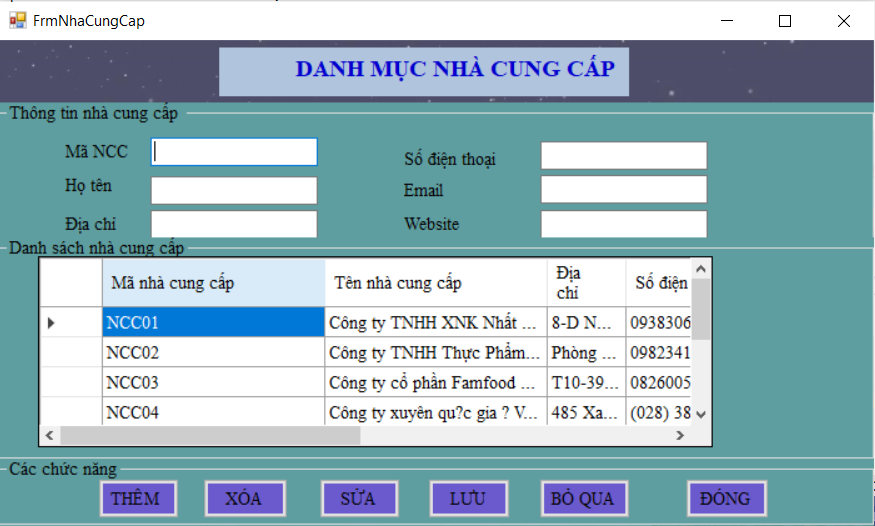 FrmNhaCungCap
DANH MỤC NHÀ CUNG CẤP
Thông tin nhà cung cấp
Mã NCC
Số điện thoại
Họ tên
Email
Địa chỉ
Website
Danh sách nhà cung cấp
Mã nhà cung cấp Tên nhà cung cấp Địa chỉ Số điện
NCC01 Công ty TNHH XNK Nhất ... 8-D N... 0938306
NCC02 Công ty TNHH Thực Phẩm... Phòng ... 0982341
NCC03 Công ty cổ phần Famfood ... T10-39... 0826005
NCC04 Công ty xuyên qu?c gia ? V... 485 Xa... (028) 38
Các chức năng
THÊM XÓA SỬA LƯU BỎ QUA ĐÓNG